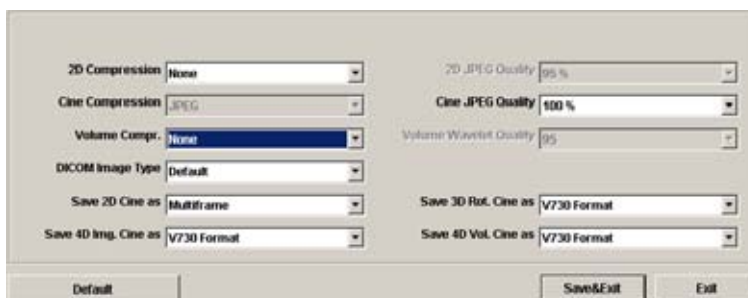 2D Compression None 2D JPEG Quality 95 %
Cine Compression JPEG Cine JPEG Quality 100 %
Volume Compr. None Volume Wavelet Quality 95
DICOM Image Type Default
Save 2D Cine as Multiframe Save 3D Rot. Cine as V730 Format
Save 4D Img. Cine as V730 Format Save 4D Vol. Cine as V730 Format
Default Save&Exit Exit